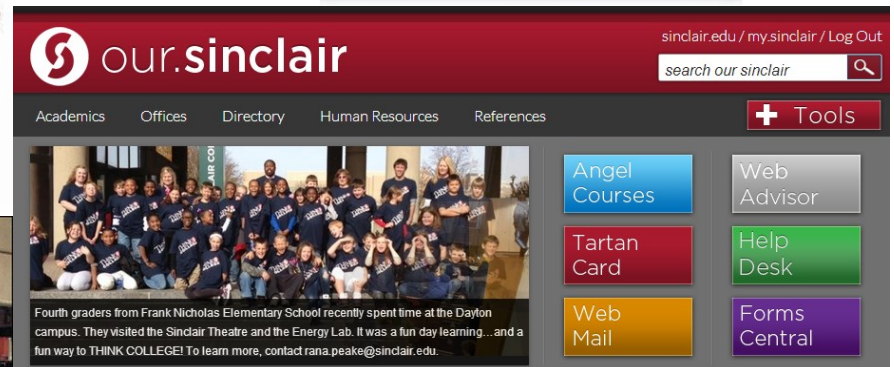 our.sinclair
sinclair.edu / my.sinclair / Log Out
search our sinclair
Academics Offices Directory Human Resources References
+ Tools
Fourth graders from Frank Nicholas Elementary School recently spent time at the Dayton
campus. They visited the Sinclair Theatre and the Energy Lab. It was a fun day learning...and a
fun way to THINK COLLEGE! To learn more, contact rana.peake@sinclair.edu.
Angel
Courses
Web
Advisor
Tartan
Card
Help
Desk
Web
Mail
Forms
Central